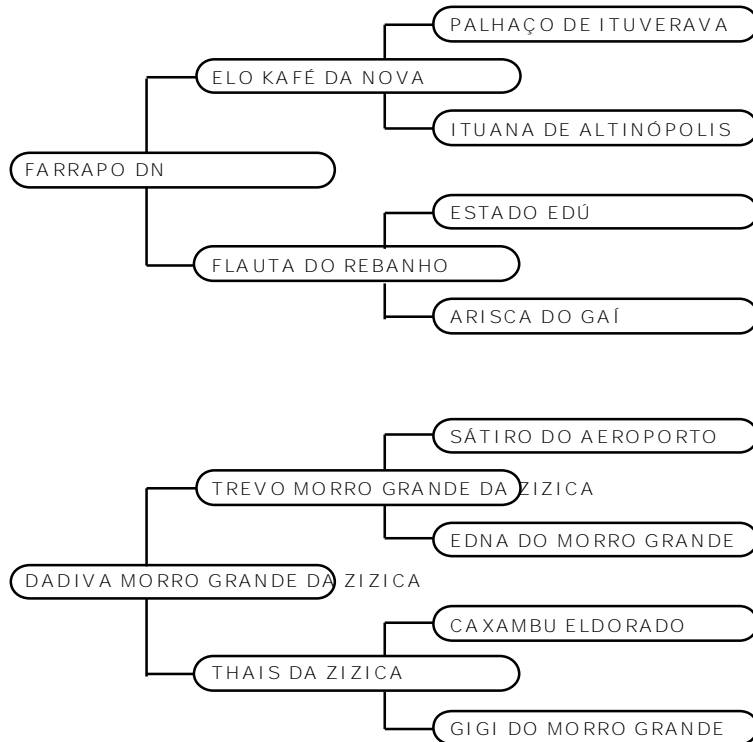 PALHAÇO DE ITUVERAVA
ELO KAFÉ DA NOVA
ITUANA DE ALTINÓPOLIS
FARRAPO DN
ESTADO EDÚ
FLAUTA DO REBANHO
ARISCA DO GAÍ
SÁTIRO DO AEROPORTO
TREVO MORRO GRANDE DA ZIZICA
EDNA DO MORRO GRANDE
DADIVA MORRO GRANDE DA ZIZICA
CAXAMBU ELDORADO
THAIS DA ZIZICA
GIGI DO MORRO GRANDE